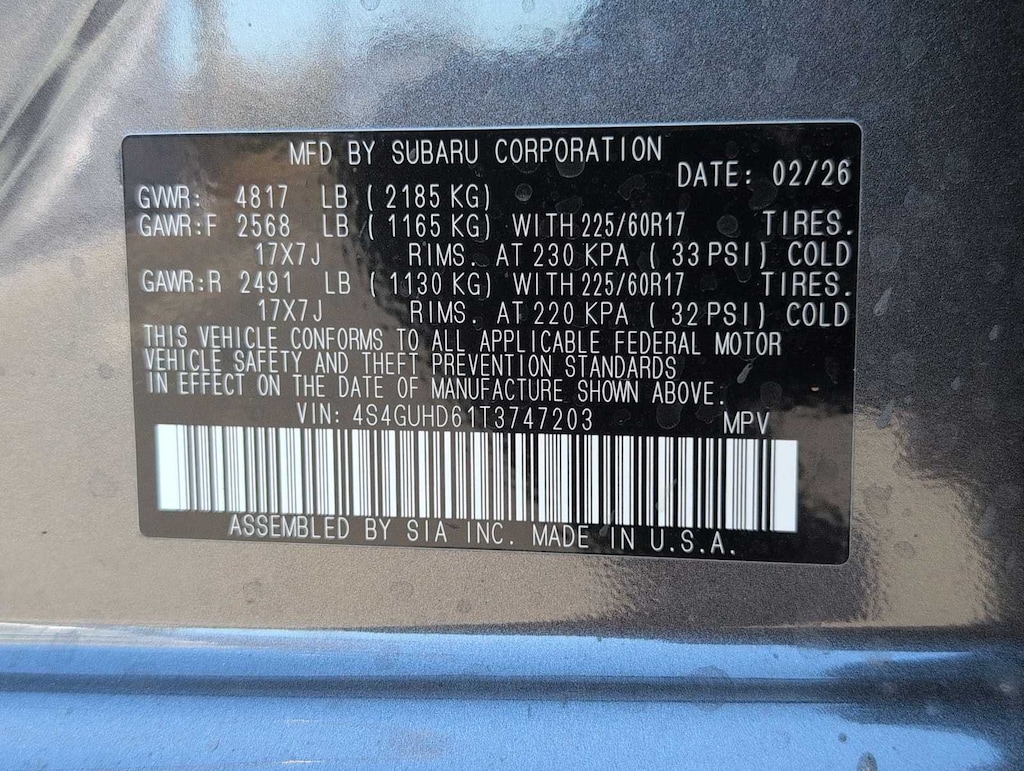 MFD BY SUBARU CORPORATION
DATE: 02/26
GVWR: 4817 LB ( 2185 KG)
GAWR:F 2568 LB ( 1165 KG) WITH 225/60R17 TIRES.
17X7J RIMS. AT 230 KPA ( 33 PSI) COLD
GAWR:R 2491 LB ( 1130 KG) WITH 225/60R17 TIRES.
17X7J RIMS. AT 220 KPA ( 32 PSI) COLD
THIS VEHICLE CONFORMS TO ALL APPLICABLE FEDERAL MOTOR
VEHICLE SAFETY AND THEFT PREVENTION STANDARDS
IN EFFECT ON THE DATE OF MANUFACTURE SHOWN ABOVE.
VIN: 4S4GUHD61T3747203 MPV
ASSEMBLED BY SIA INC. MADE IN U.S.A.